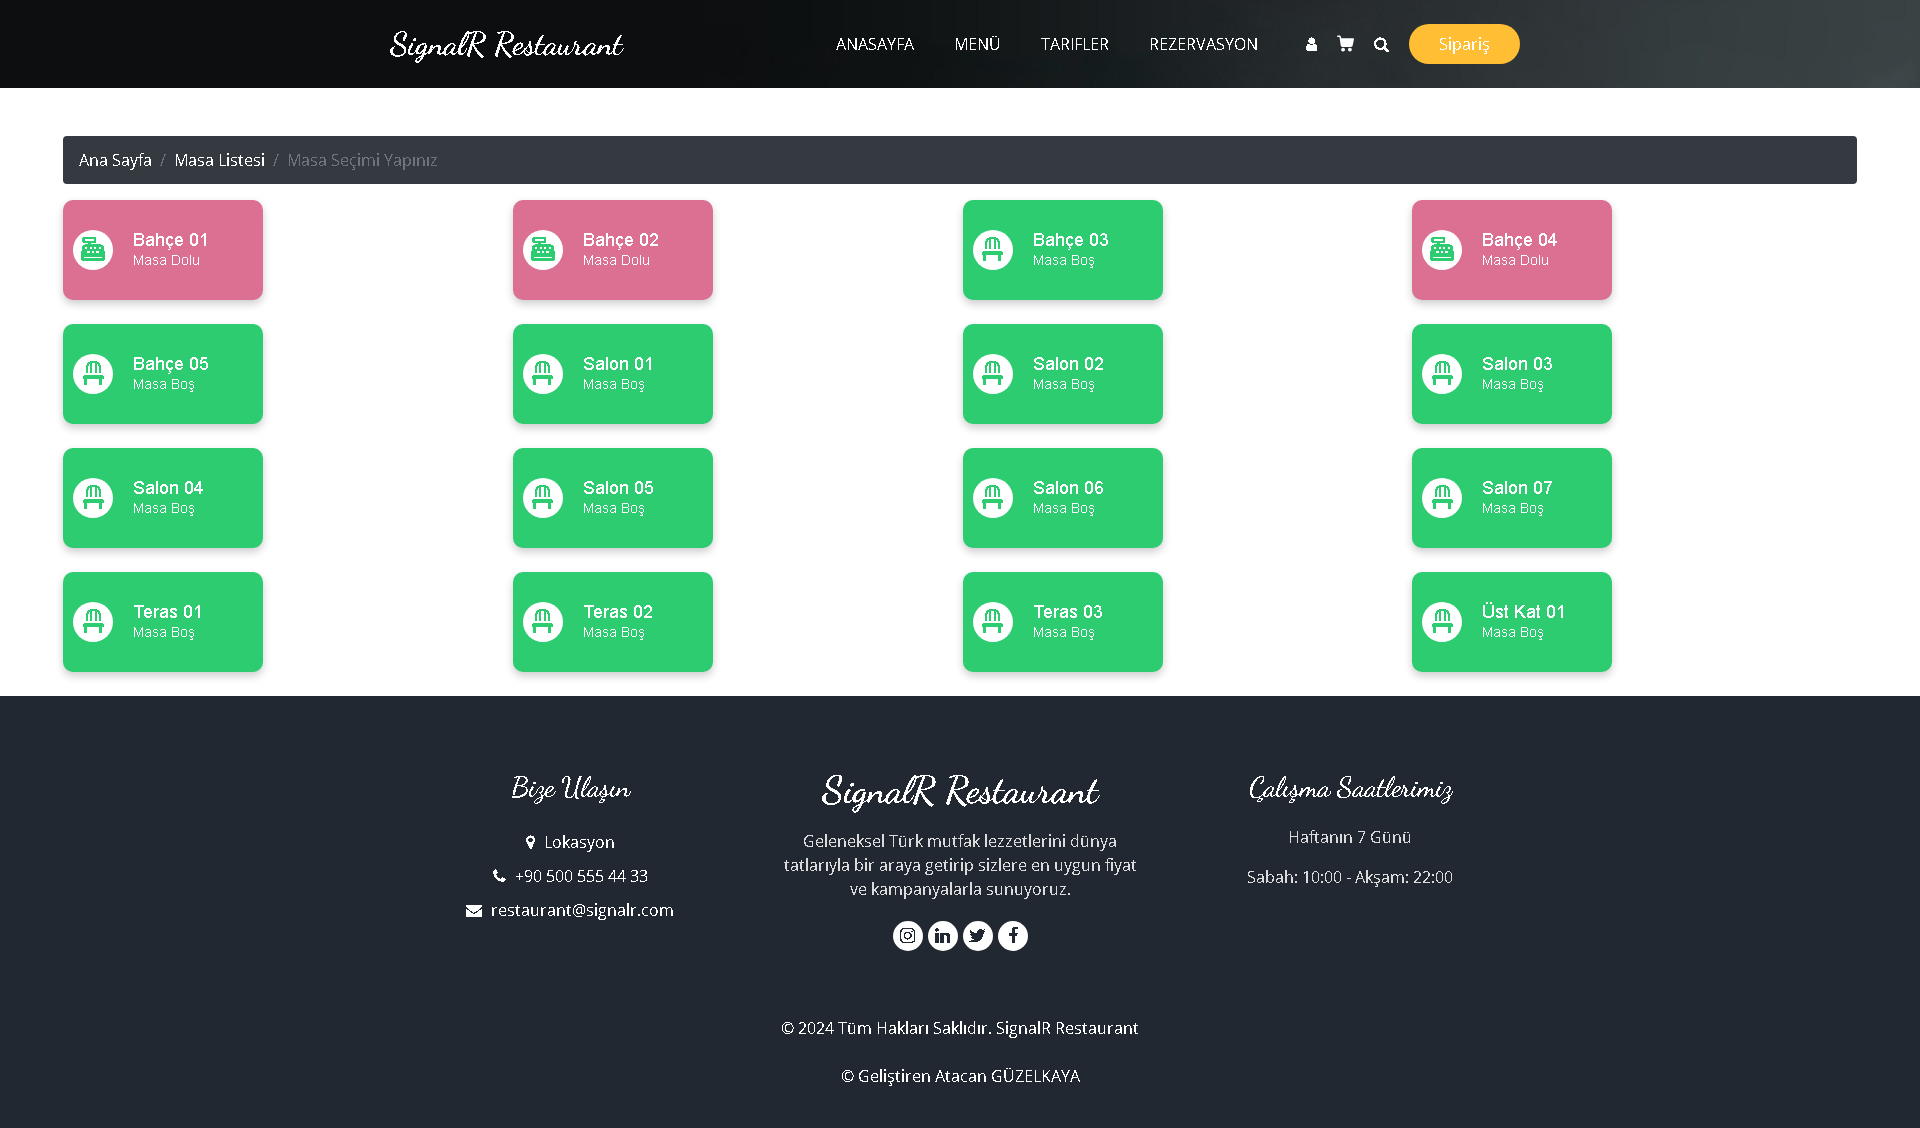 SignalR Restaurant
ANASAYFA MENÜ TARIFLER REZERVASYON Sipariş
Ana Sayfa / Masa Listesi / Masa Seçimi Yapınız
Bahçe 01
Masa Dolu
Bahçe 02
Masa Dolu
Bahçe 03
Masa Boş
Bahçe 04
Masa Dolu
Bahçe 05
Masa Boş
Salon 01
Masa Boş
Salon 02
Masa Boş
Salon 03
Masa Boş
Salon 04
Masa Boş
Salon 05
Masa Boş
Salon 06
Masa Boş
Salon 07
Masa Boş
Teras 01
Masa Boş
Teras 02
Masa Boş
Teras 03
Masa Boş
Üst Kat 01
Masa Boş
Bize Ulaşın
Lokasyon
+90 500 555 44 33
restaurant@signalr.com
SignalR Restaurant
Geleneksel Türk mutfak lezzetlerini dünya
tatlarıyla bir araya getirip sizlere en uygun fiyat
ve kampanyalarla sunuyoruz.
Çalışma Saatlerimiz
Haftanın 7 Günü
Sabah: 10:00 - Akşam: 22:00
© 2024 Tüm Hakları Saklıdır. SignalR Restaurant
© Geliştiren Atacan GÜZELKAYA